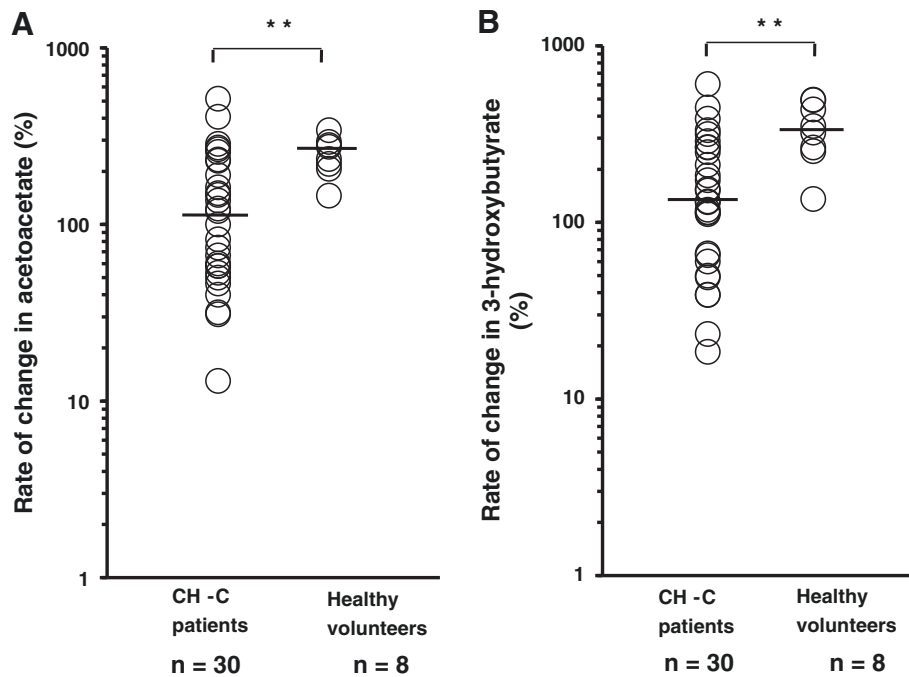 A
Rate of change in acetoacetate (%)
1000
100
10
1
* *
CH -C
patients
n = 30
Healthy
volunteers
n = 8
B
Rate of change in 3-hydroxybutyrate
(%)
1000
100
10
1
* *
CH -C
patients
n = 30
Healthy
volunteers
n = 8